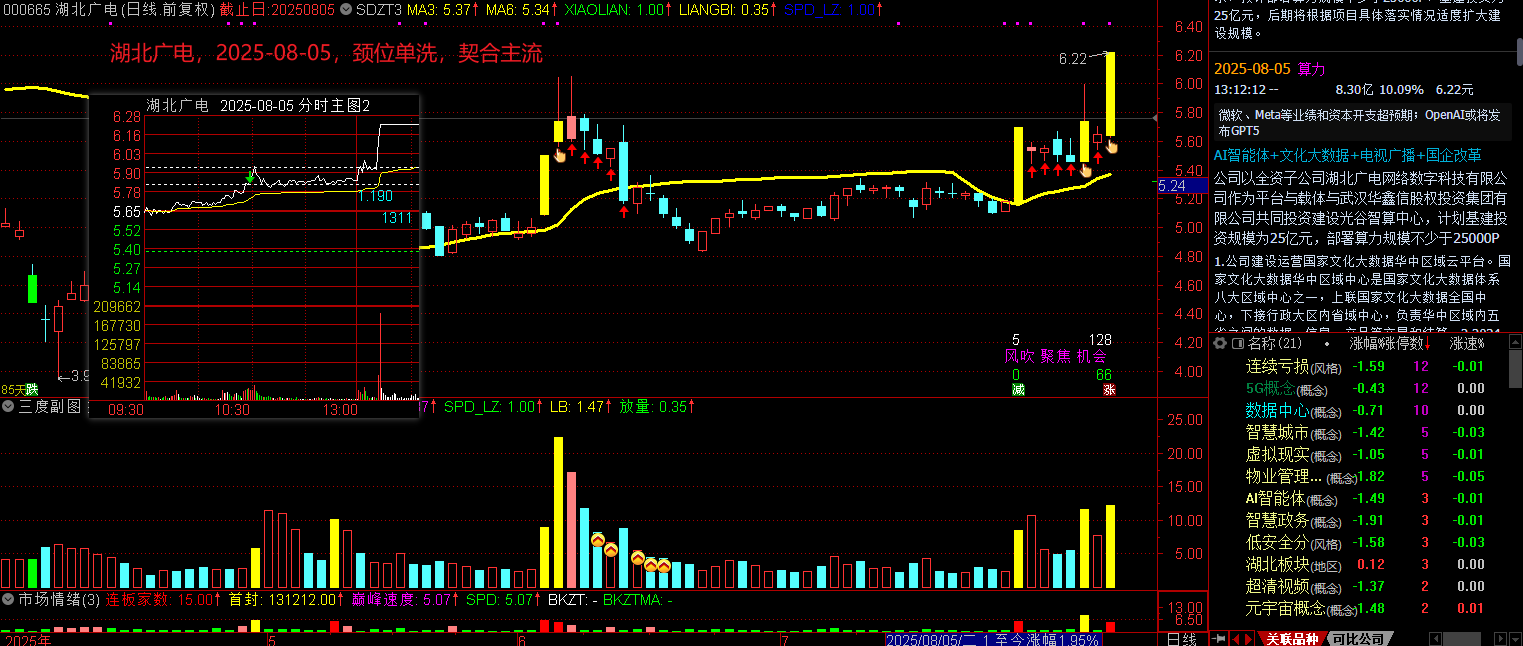 000665 湖北广电(日线.前复权) 截止日:20250805 SDZT3 MA3: 5.37↑ MA6: 5.34↑ XIAOLIAN: 1.00↑ LIANGBI: 0.35↑ SPD_LZ: 1.00↑
湖北广电，2025-08-05，颈位单洗，契合主流
6.22
湖北广电 2025-08-05 分时主图2
6.28
6.16
6.03
5.90
5.78
5.65
5.52
5.40
5.27
5.14
209662
167730
125797
83865
41932
1.190
1311
09:30 10:30 13:00
85天跌
6.40
6.20
6.00
5.80
5.60
5.40
5.24
5.20
5.00
4.80
4.60
4.40
4.20
4.00
5 128
风吹 聚焦 机会
0 66
减 涨
三度副图
SPD_LZ: 1.00↑ LB: 1.47↑ 放量: 0.35↑
25.00
20.00
15.00
10.00
5.00
市场情绪(3) 连板家数: 15.00↑ 首封: 131212.00↑ 巅峰速度: 5.07↑ SPD: 5.07↑ BKZT: - BKZTMA: -
13.00
6.50
2025年 5 6 7 2025/08/05/二 1 至今涨幅1.95% 日线
25亿元，后期将根据项目具体落实情况适度扩大建
设规模。
2025-08-05 算力
13:12:12 -- 8.30亿 10.09% 6.22元
微软、Meta等业绩和资本开支超预期；OpenAI或将发
布GPT5
AI智能体+文化大数据+电视广播+国企改革
公司以全资子公司湖北广电网络数字科技有限公
司作为平台与载体与武汉华鑫信股权投资集团有
限公司共同投资建设光谷智算中心，计划基建投
资规模为25亿元，部署算力规模不少于25000P
1.公司建设运营国家文化大数据华中区域云平台。国
家文化大数据华中区域中心是国家文化大数据体系
八大区域中心之一，上联国家文化大数据全国中
心，下接行政大区内省域中心，负责华中区域内五
名称(21) • 涨幅% 涨停数↓ 涨速%
连续亏损(风格) -1.59 12 -0.01
5G概念(概念) -0.43 12 0.00
数据中心(概念) -0.71 10 0.00
智慧城市(概念) -1.42 5 -0.03
虚拟现实(概念) -1.05 5 -0.01
物业管理...(概念) 1.82 5 -0.05
AI智能体(概念) -1.49 3 -0.01
智慧政务(概念) -1.91 3 -0.01
低安全分(风格) -1.58 3 -0.03
湖北板块(地区) 0.12 3 0.00
超清视频(概念) -1.37 2 0.00
元宇宙概念(概念) 1.48 2 0.01
关联品种 可比公司